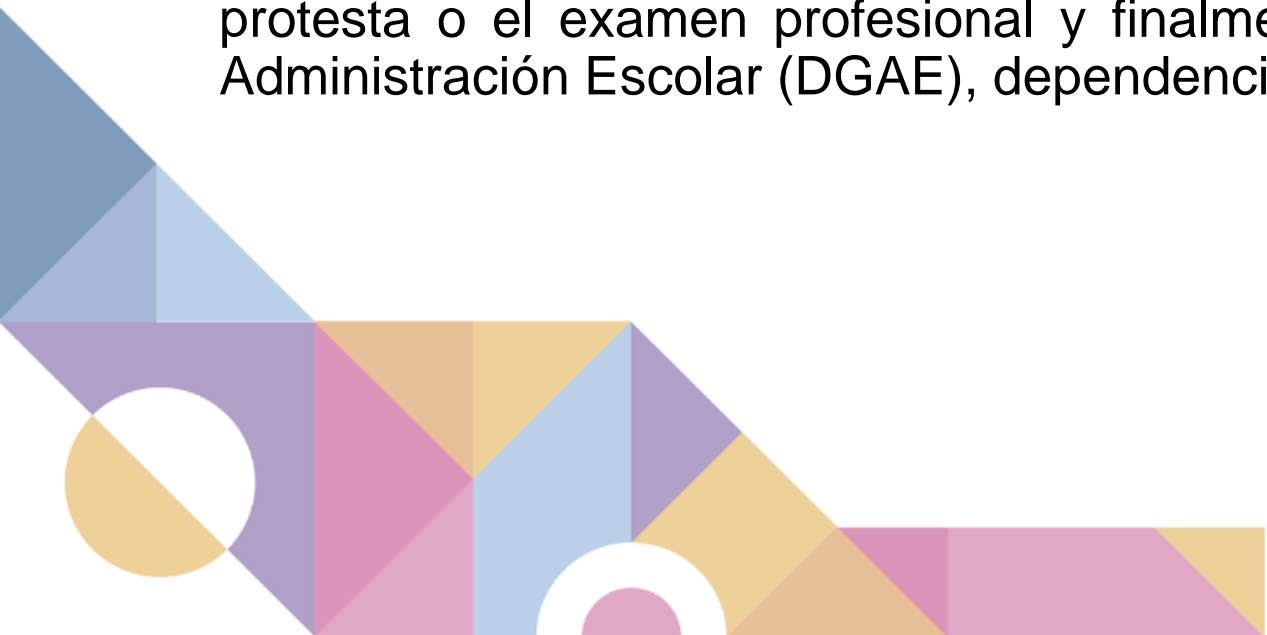 protesta o el examen profesional y finalme
Administración Escolar (DGAE), dependenci